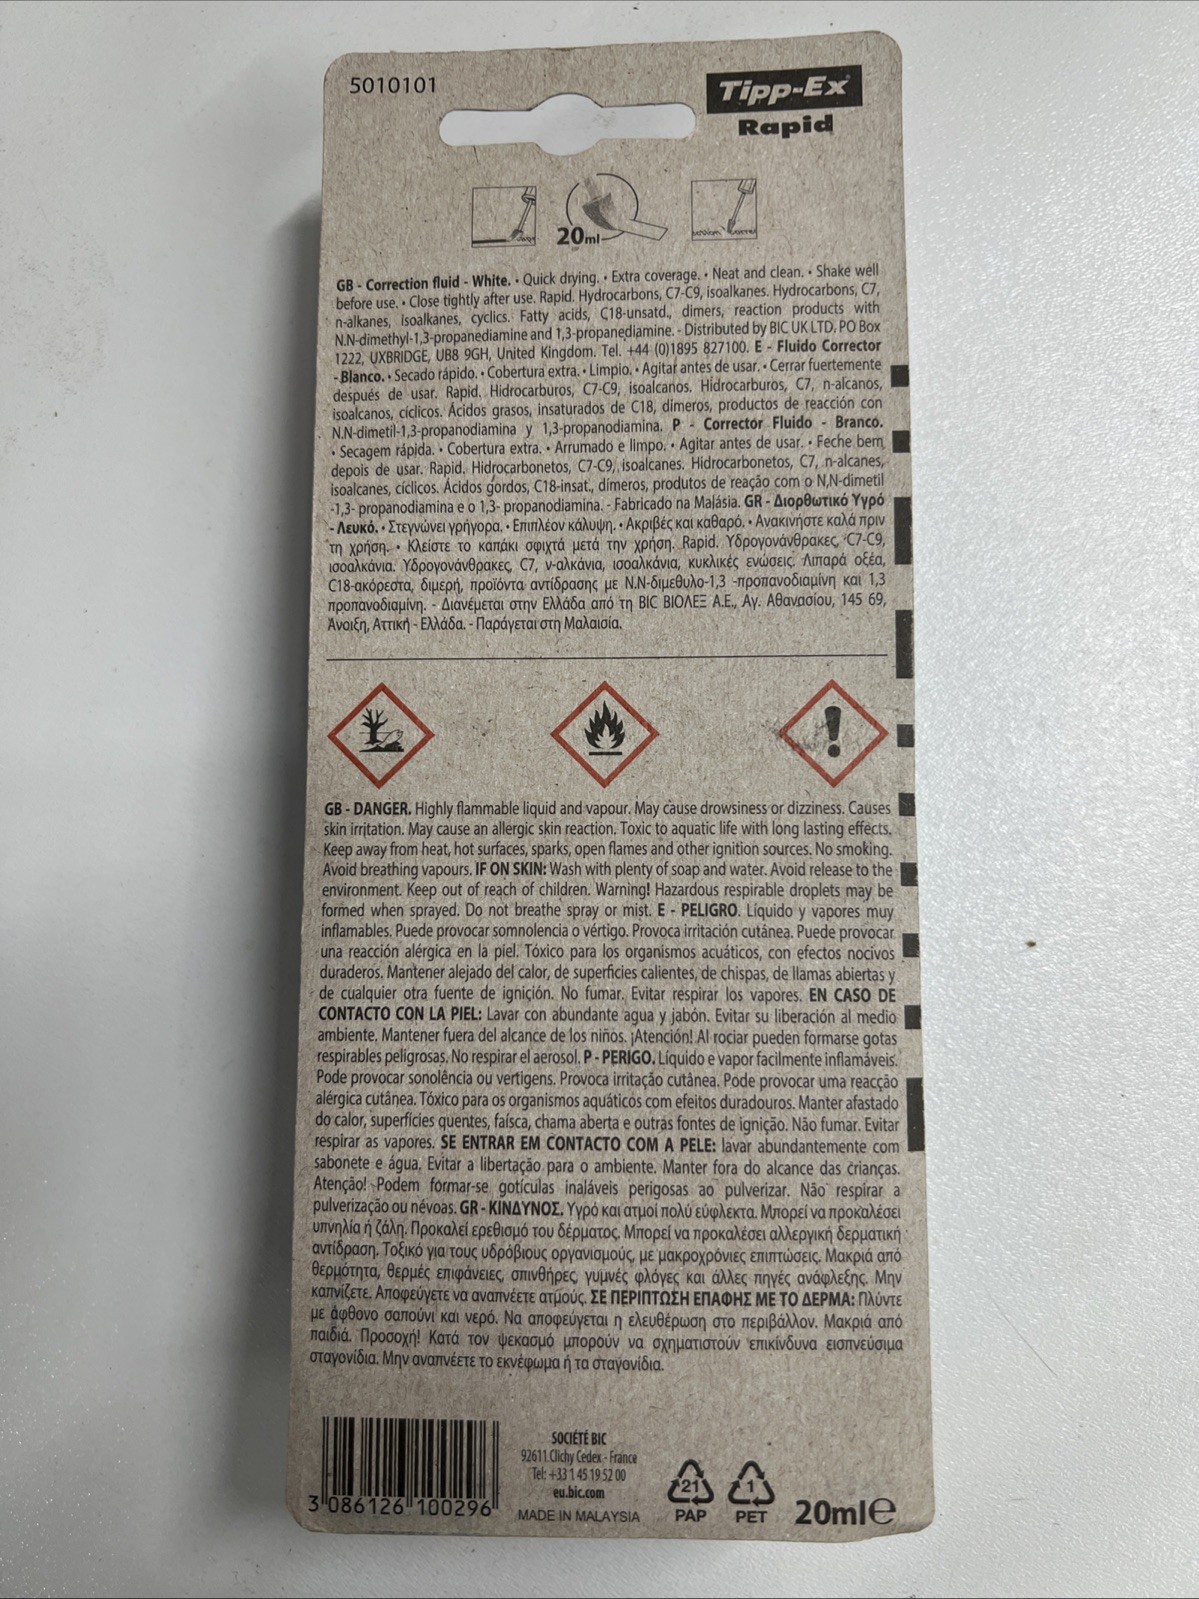 5010101
Tipp-Ex
Rapid
20ml
GB - Correction fluid - White. • Quick drying. • Extra coverage. • Neat and clean. • Shake well
before use. • Close tightly after use. Rapid. Hydrocarbons, C7-C9, isoalkanes. Hydrocarbons, C7,
n-alkanes, isoalkanes, cyclics. Fatty acids, C18-unsatd., dimers, reaction products with
N.N-dimethyl-1,3-propanediamine and 1,3-propanediamine. - Distributed by BIC UK LTD, PO Box
1222, UXBRIDGE, UB8 9GH, United Kingdom. Tel. +44 (0)1895 827100. E - Fluido Corrector
- Blanco. • Secado rápido. • Cobertura extra. • Limpio. • Agitar antes de usar. • Cerrar fuertemente
después de usar. Rapid. Hidrocarburos, C7-C9, isoalcanos. Hidrocarburos, C7, n-alcanos,
isoalcanos, cíclicos. Ácidos grasos, insaturados de C18, dímeros, productos de reacción con
N.N-dimetil-1,3-propanodiamina y 1,3-propanodiamina. P - Corrector Fluido - Branco.
• Secagem rápida. • Cobertura extra. • Arrumado e limpo. • Agitar antes de usar. • Feche bem
depois de usar. Rapid. Hidrocarbonetos, C7-C9, isoalcanes. Hidrocarbonetos, C7, n-alcanes,
isoalcanes, cíclicos. Ácidos gordos, C18-insat., dímeros, produtos de reação com o N,N-dimetil
-1,3- propanodiamina e o 1,3- propanodiamina. - Fabricado na Malásia. GR - Διορθωτικό Υγρό
- Λευκό. • Στεγνώνει γρήγορα. • Επιπλέον κάλυψη. • Ακριβές και καθαρό. • Ανακινήστε καλά πριν
τη χρήση. • Κλείστε το καπάκι σφιχτά μετά την χρήση. Rapid. Υδρογονάνθρακες, C7-C9,
ισοαλκάνια. Υδρογονάνθρακες, C7, ν-αλκάνια, ισοαλκάνια, κυκλικές ενώσεις. Λιπαρά οξέα,
C18-ακόρεστα, διμερή, προϊόντα αντίδρασης με N.N-διμεθυλο-1,3 -προπανοδιαμίνη και 1,3
προπανοδιαμίνη. - Διανέμεται στην Ελλάδα από τη BIC ΒΙΟΛΕΞ Α.Ε., Αγ. Αθανασίου, 145 69,
Άνοιξη, Αττική - Ελλάδα. - Παράγεται στη Μαλαισία.
GB - DANGER. Highly flammable liquid and vapour. May cause drowsiness or dizziness. Causes
skin irritation. May cause an allergic skin reaction. Toxic to aquatic life with long lasting effects.
Keep away from heat, hot surfaces, sparks, open flames and other ignition sources. No smoking.
Avoid breathing vapours. IF ON SKIN: Wash with plenty of soap and water. Avoid release to the
environment. Keep out of reach of children. Warning! Hazardous respirable droplets may be
formed when sprayed. Do not breathe spray or mist. E - PELIGRO. Líquido y vapores muy
inflamables. Puede provocar somnolencia o vértigo. Provoca irritación cutánea. Puede provocar
una reacción alérgica en la piel. Tóxico para los organismos acuáticos, con efectos nocivos
duraderos. Mantener alejado del calor, de superficies calientes, de chispas, de llamas abiertas y
de cualquier otra fuente de ignición. No fumar. Evitar respirar los vapores. EN CASO DE
CONTACTO CON LA PIEL: Lavar con abundante agua y jabón. Evitar su liberación al medio
ambiente. Mantener fuera del alcance de los niños. ¡Atención! Al rociar pueden formarse gotas
respirables peligrosas. No respirar el aerosol. P - PERIGO. Líquido e vapor facilmente inflamáveis.
Pode provocar sonolência ou vertigens. Provoca irritação cutânea. Pode provocar uma reacção
alérgica cutânea. Tóxico para os organismos aquáticos com efeitos duradouros. Manter afastado
do calor, superfícies quentes, faísca, chama aberta e outras fontes de ignição. Não fumar. Evitar
respirar as vapores. SE ENTRAR EM CONTACTO COM A PELE: lavar abundantemente com
sabonete e água. Evitar a libertação para o ambiente. Manter fora do alcance das crianças.
Atenção! Podem formar-se gotículas inaláveis perigosas ao pulverizar. Não respirar a
pulverização ou névoas. GR - ΚΙΝΔΥΝΟΣ. Υγρό και ατμοί πολύ εύφλεκτα. Μπορεί να προκαλέσει
υπνηλία ή ζάλη. Προκαλεί ερεθισμό του δέρματος. Μπορεί να προκαλέσει αλλεργική δερματική
αντίδραση. Τοξικό για τους υδρόβιους οργανισμούς, με μακροχρόνιες επιπτώσεις. Μακριά από
θερμότητα, θερμές επιφάνειες, σπινθήρες, γυμνές φλόγες και άλλες πηγές ανάφλεξης. Μην
καπνίζετε. Αποφεύγετε να αναπνέετε ατμούς. ΣΕ ΠΕΡΙΠΤΩΣΗ ΕΠΑΦΗΣ ΜΕ ΤΟ ΔΕΡΜΑ: Πλύντε
με άφθονο σαπούνι και νερό. Να αποφεύγεται η ελευθέρωση στο περιβάλλον. Μακριά από
παιδιά. Προσοχή! Κατά τον ψεκασμό μπορούν να σχηματιστούν επικίνδυνα εισπνεύσιμα
σταγονίδια. Μην αναπνέετε το εκνέφωμα ή τα σταγονίδια.
3 086126 100296
SOCIÉTÉ BIC
92611 Clichy Cedex - France
Tel: +33 1 45 19 52 00
eu.bic.com
MADE IN MALAYSIA
21
PAP
1
PET
20ml℮